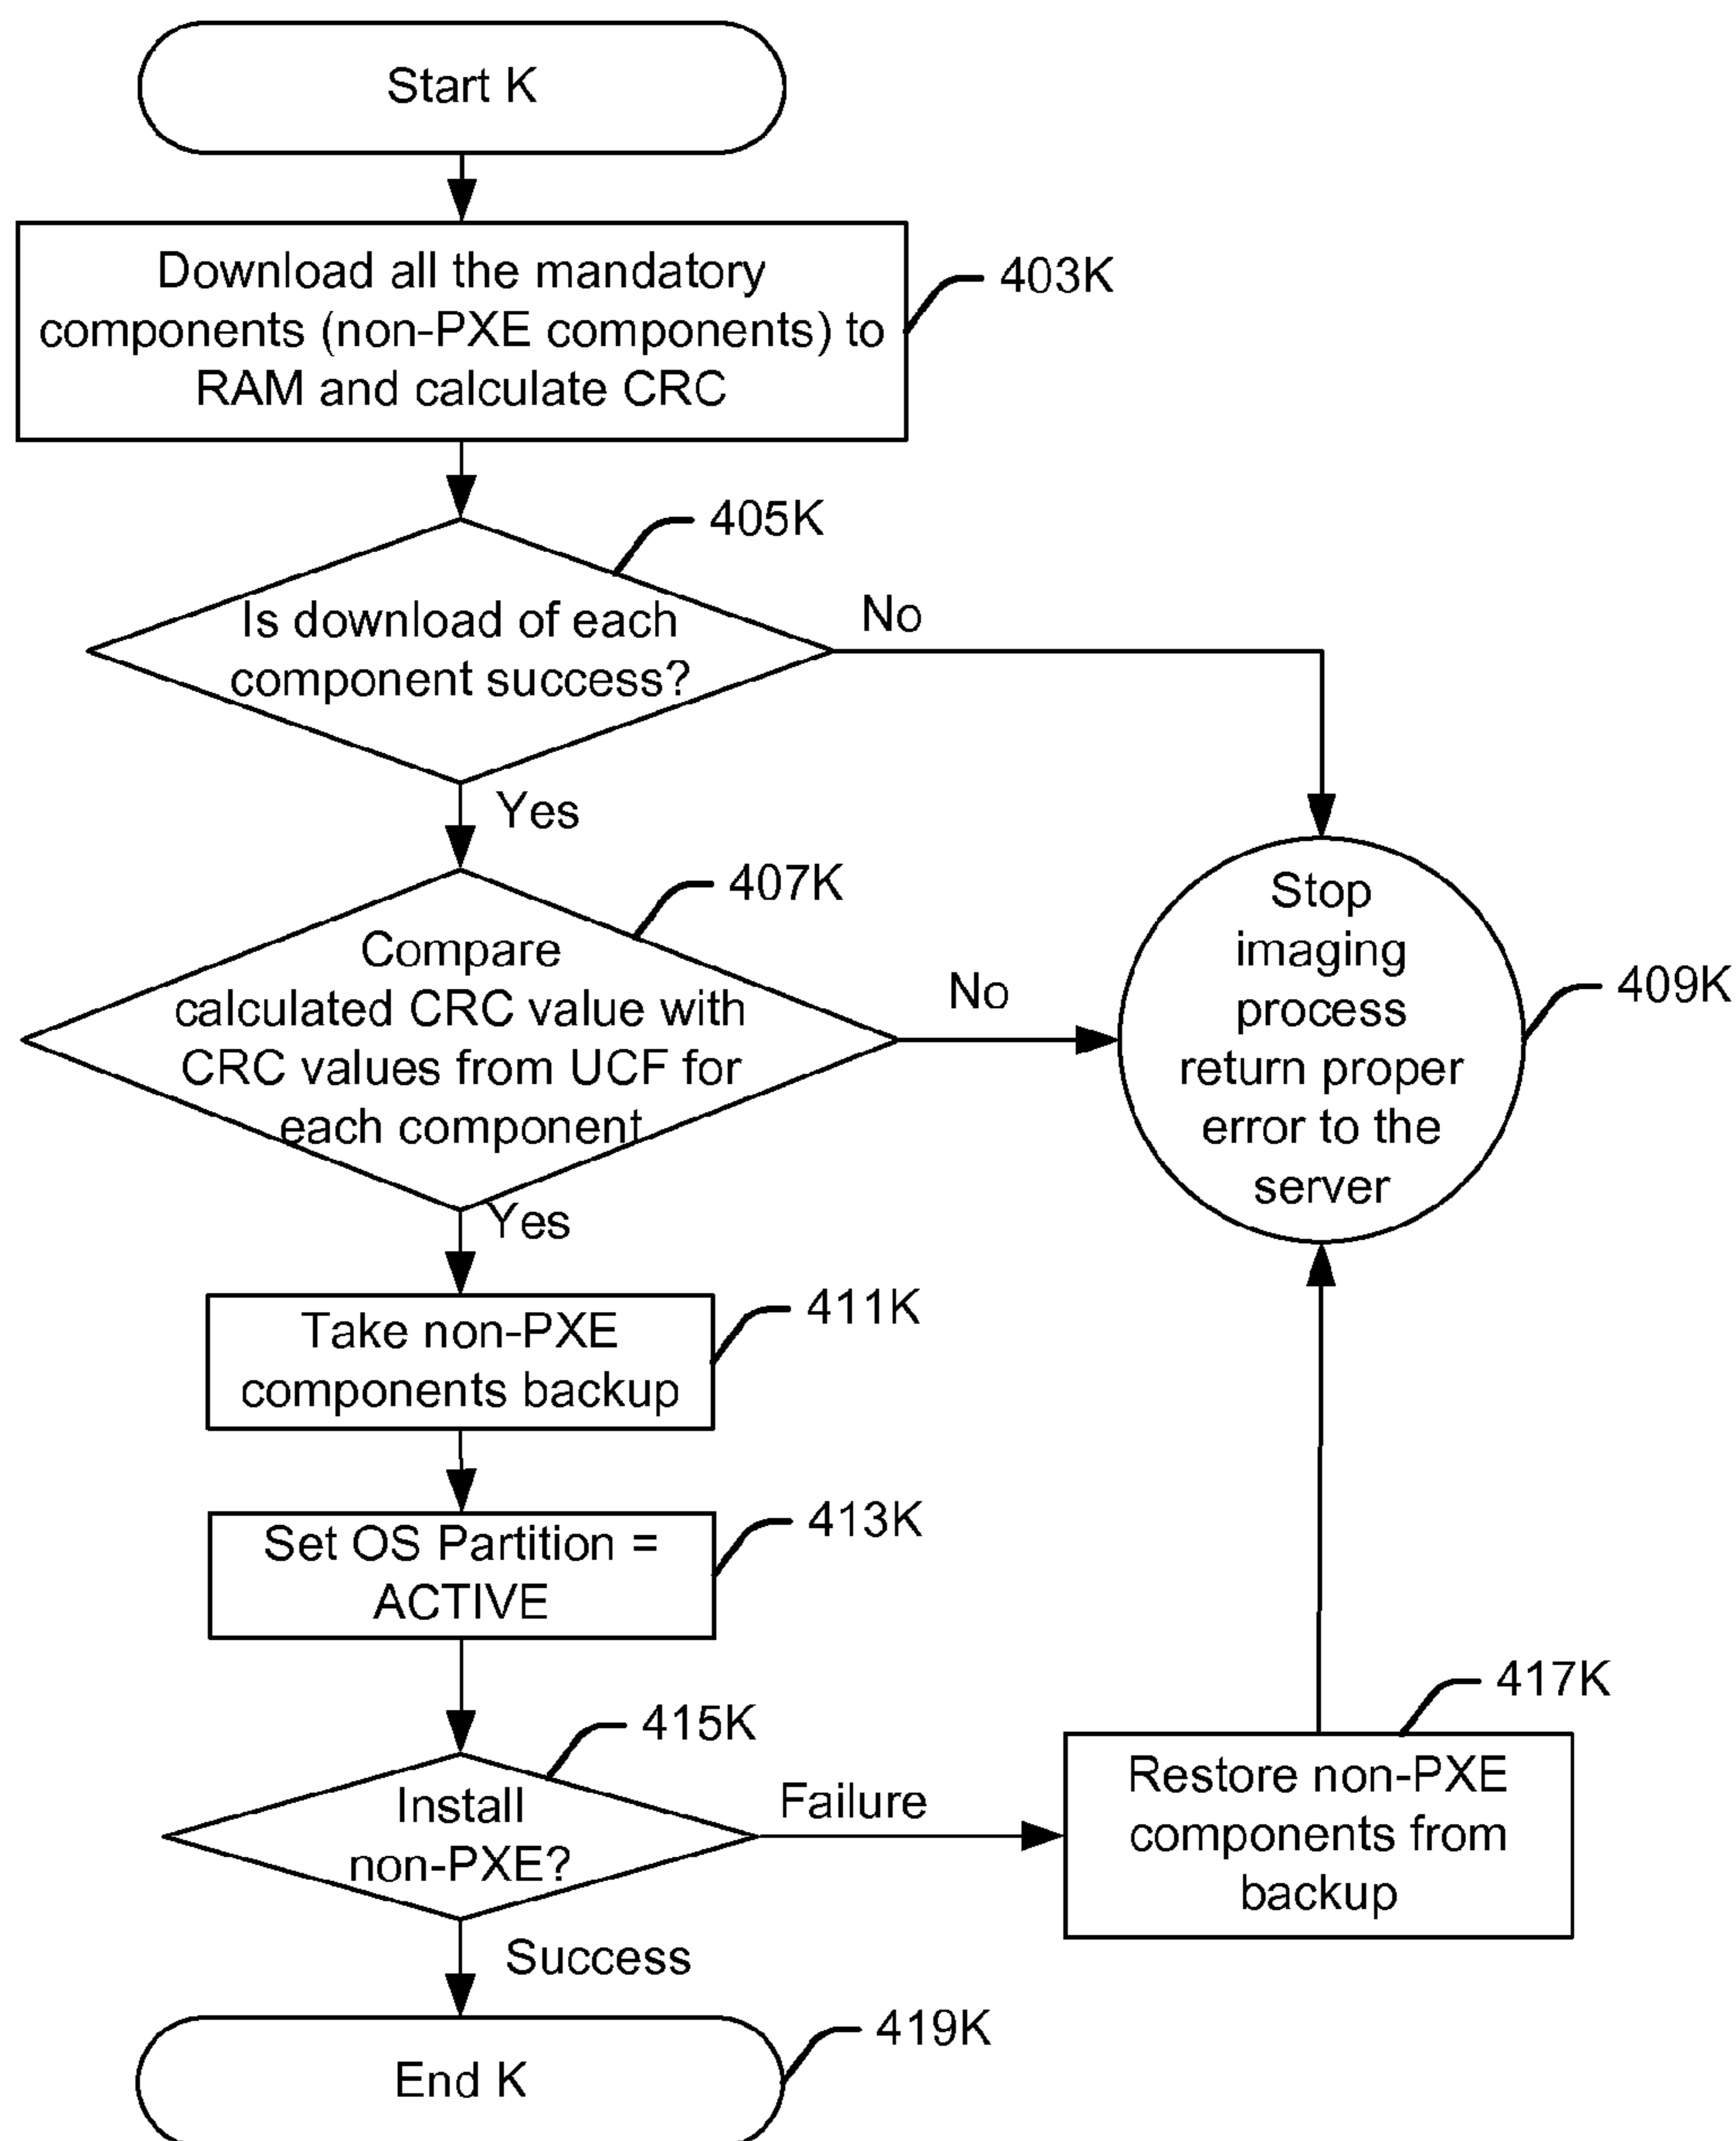 Start K
Download all the mandatory
components (non-PXE components) to
RAM and calculate CRC
403K
405K
Is download of each
component success?
No
Yes
407K
Compare
calculated CRC value with
CRC values from UCF for
each component
No
Stop
imaging
process
return proper
error to the
server
409K
Yes
Take non-PXE
components backup
411K
Set OS Partition =
ACTIVE
413K
415K
Install
non-PXE?
Failure
417K
Restore non-PXE
components from
backup
Success
End K
419K